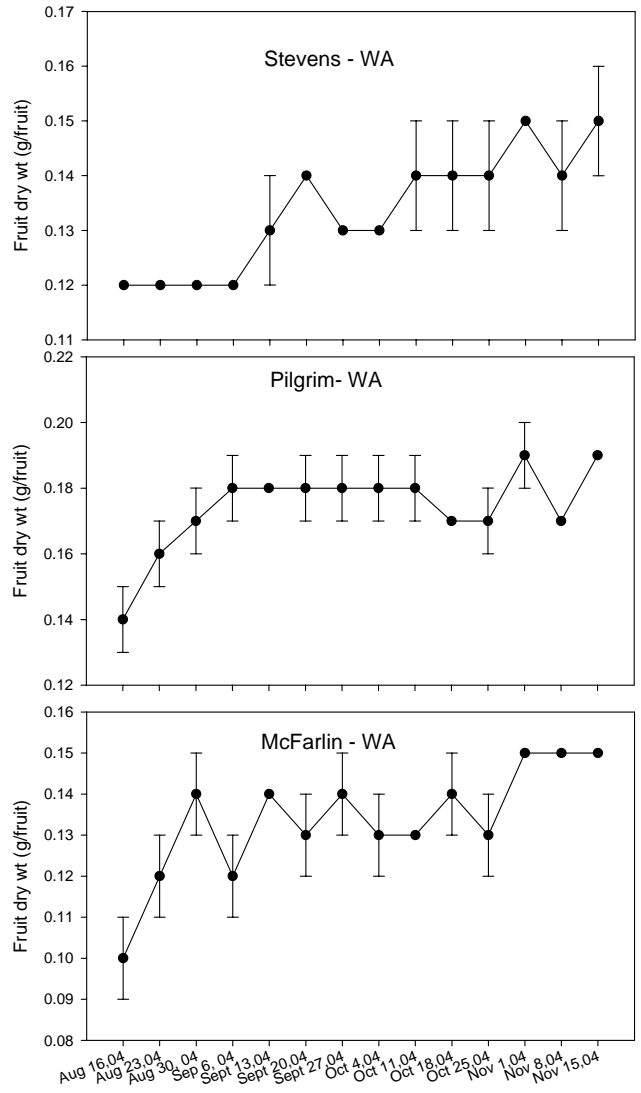 0.17
0.16
0.15
0.14
0.13
0.12
0.11
Fruit dry wt (g/fruit)
Stevens - WA
0.22
0.20
0.18
0.16
0.14
0.12
Fruit dry wt (g/fruit)
Pilgrim- WA
0.16
0.15
0.14
0.13
0.12
0.11
0.10
0.09
0.08
Fruit dry wt (g/fruit)
McFarlin - WA
Aug 16,04
Aug 23,04
Aug 30, 04
Sep 6, 04
Sept 13,04
Sept 20,04
Sept 27,04
Oct 4,04
Oct 11,04
Oct 18,04
Oct 25,04
Nov 1,04
Nov 8,04
Nov 15,04